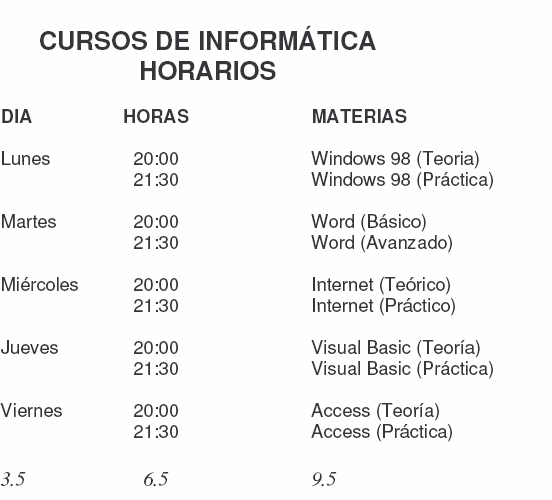 CURSOS DE INFORMÁTICA
HORARIOS
DIA HORAS MATERIAS
Lunes 20:00 Windows 98 (Teoria)
21:30 Windows 98 (Práctica)
Martes 20:00 Word (Básico)
21:30 Word (Avanzado)
Miércoles 20:00 Internet (Teórico)
21:30 Internet (Práctico)
Jueves 20:00 Visual Basic (Teoría)
21:30 Visual Basic (Práctica)
Viernes 20:00 Access (Teoría)
21:30 Access (Práctica)
3.5 6.5 9.5